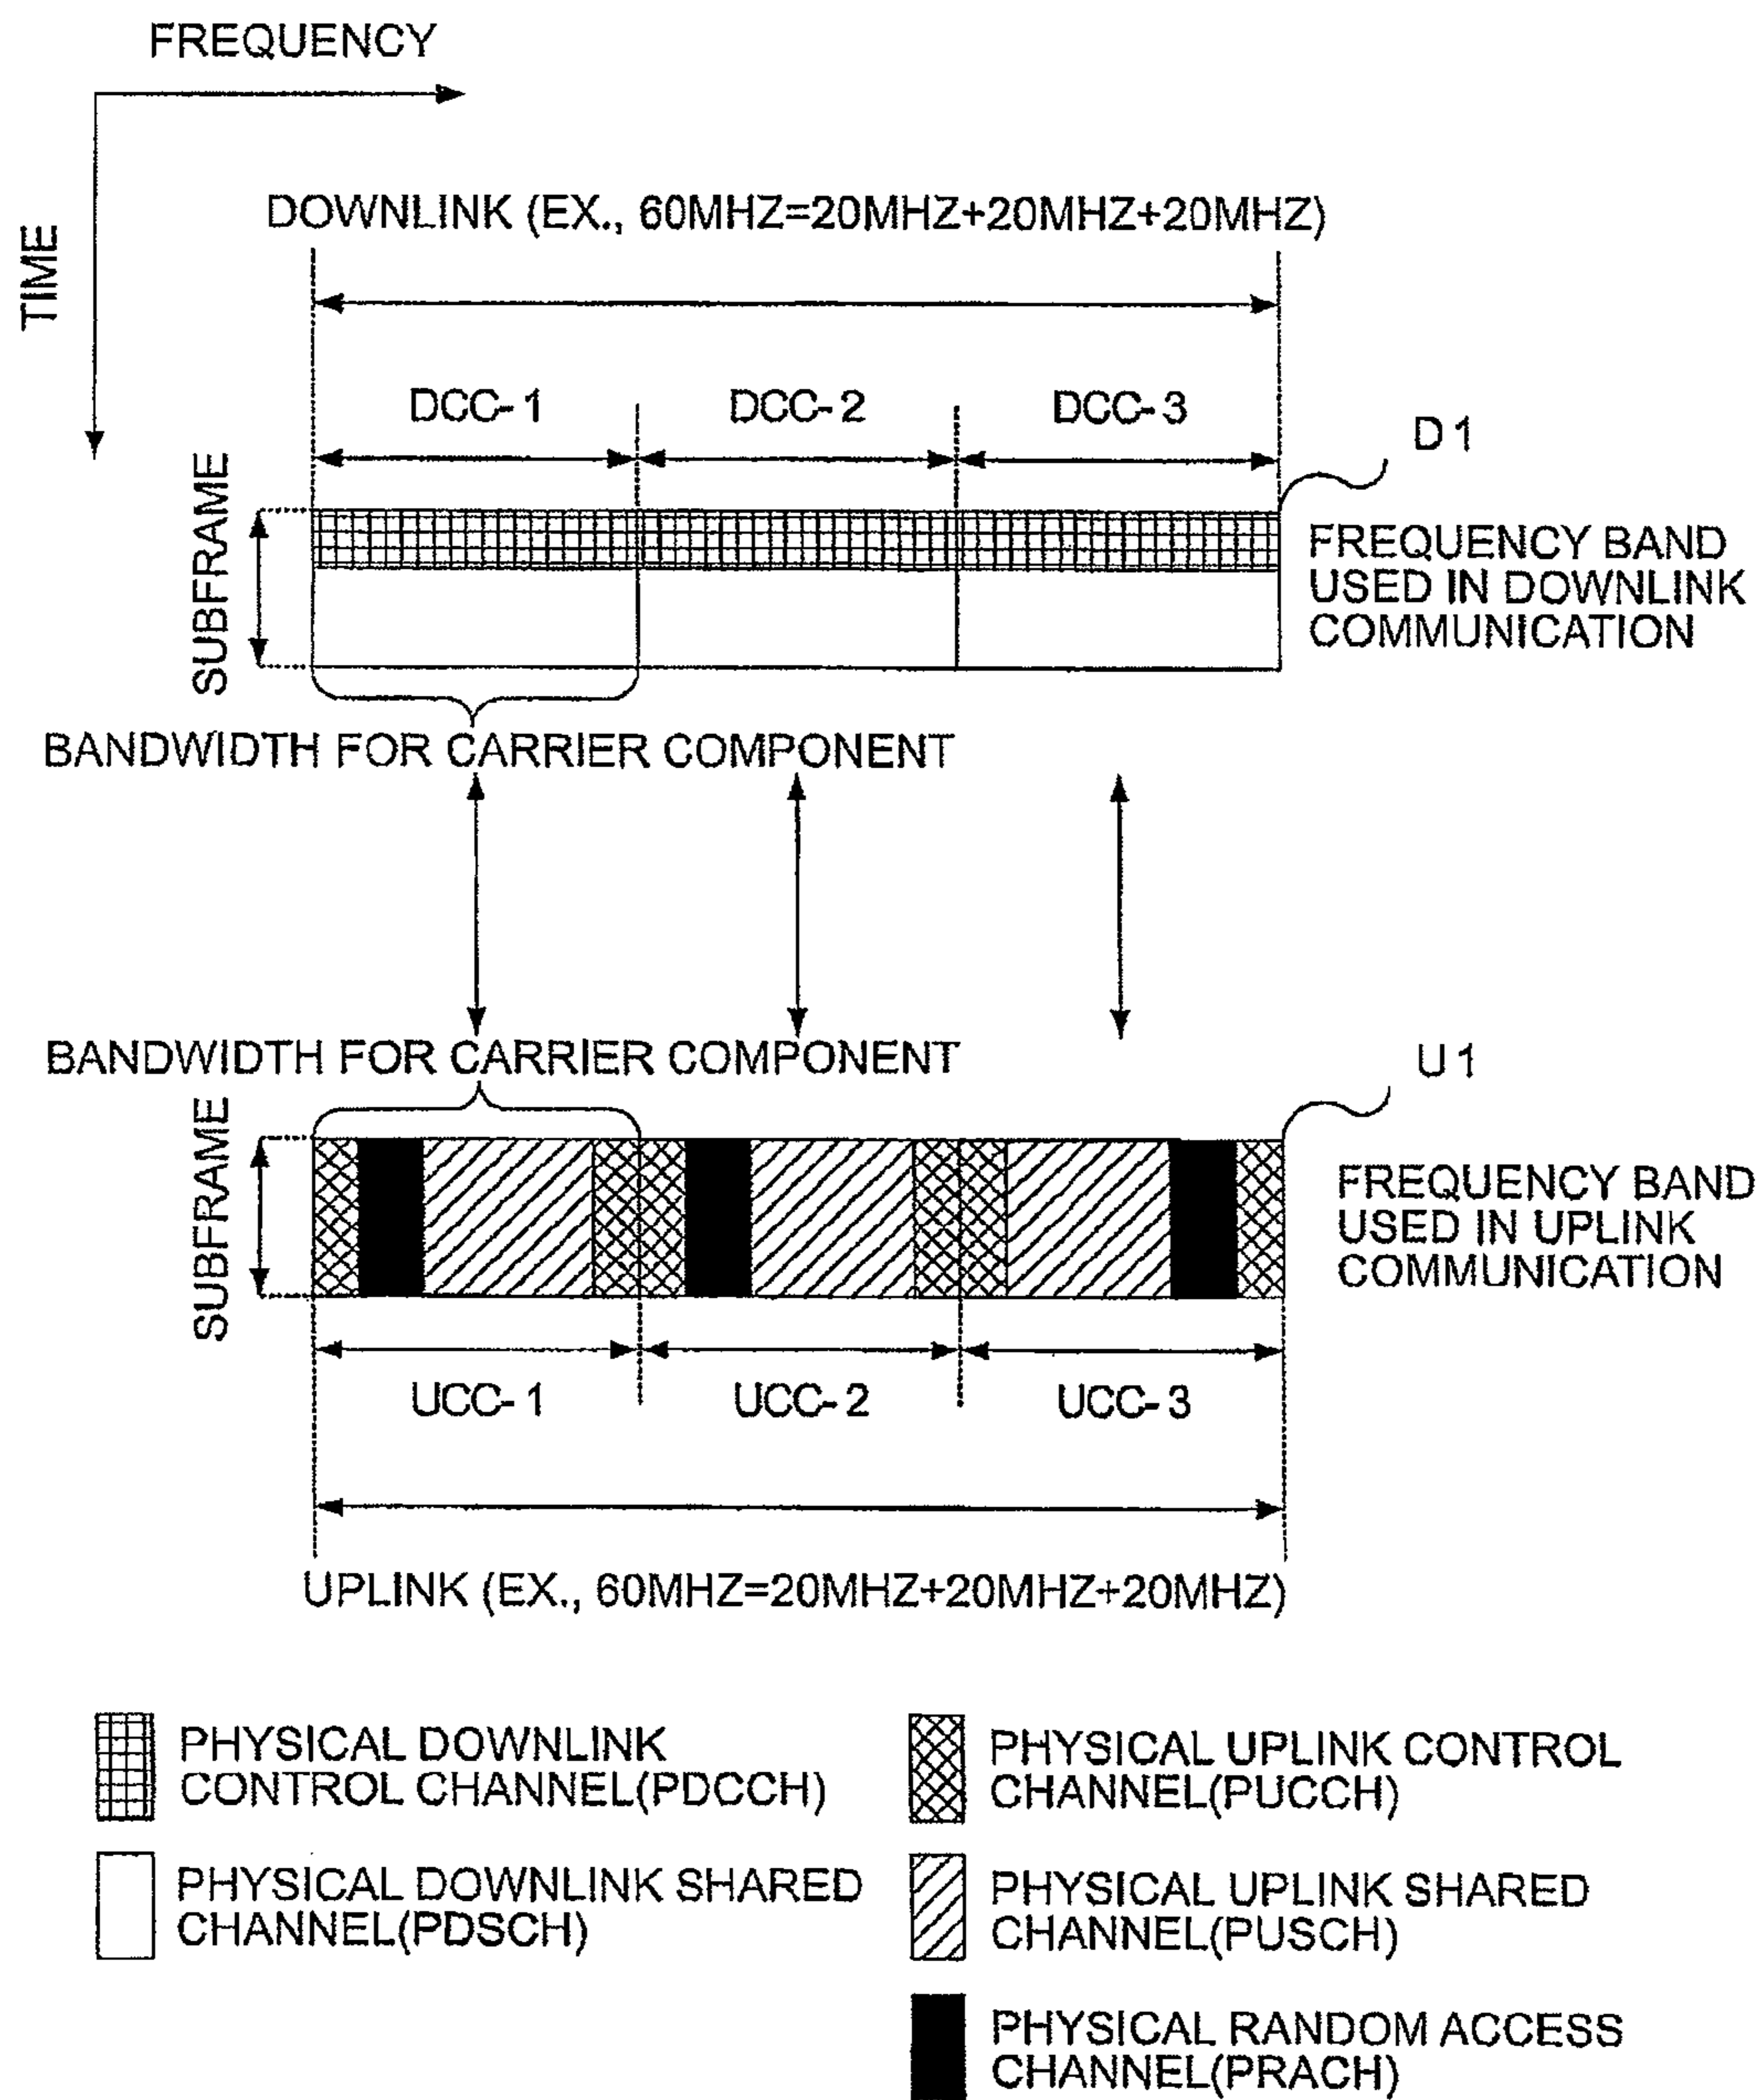 FREQUENCY
TIME
DOWNLINK (EX., 60MHZ=20MHZ+20MHZ+20MHZ)
DCC-1
DCC-2
DCC-3
D1
SUBFRAME
FREQUENCY BAND
USED IN DOWNLINK
COMMUNICATION
BANDWIDTH FOR CARRIER COMPONENT
BANDWIDTH FOR CARRIER COMPONENT
U1
SUBFRAME
FREQUENCY BAND
USED IN UPLINK
COMMUNICATION
UCC-1
UCC-2
UCC-3
UPLINK (EX., 60MHZ=20MHZ+20MHZ+20MHZ)
PHYSICAL DOWNLINK
CONTROL CHANNEL(PDCCH)
PHYSICAL DOWNLINK SHARED
CHANNEL(PDSCH)
PHYSICAL UPLINK CONTROL
CHANNEL(PUCCH)
PHYSICAL UPLINK SHARED
CHANNEL(PUSCH)
PHYSICAL RANDOM ACCESS
CHANNEL(PRACH)